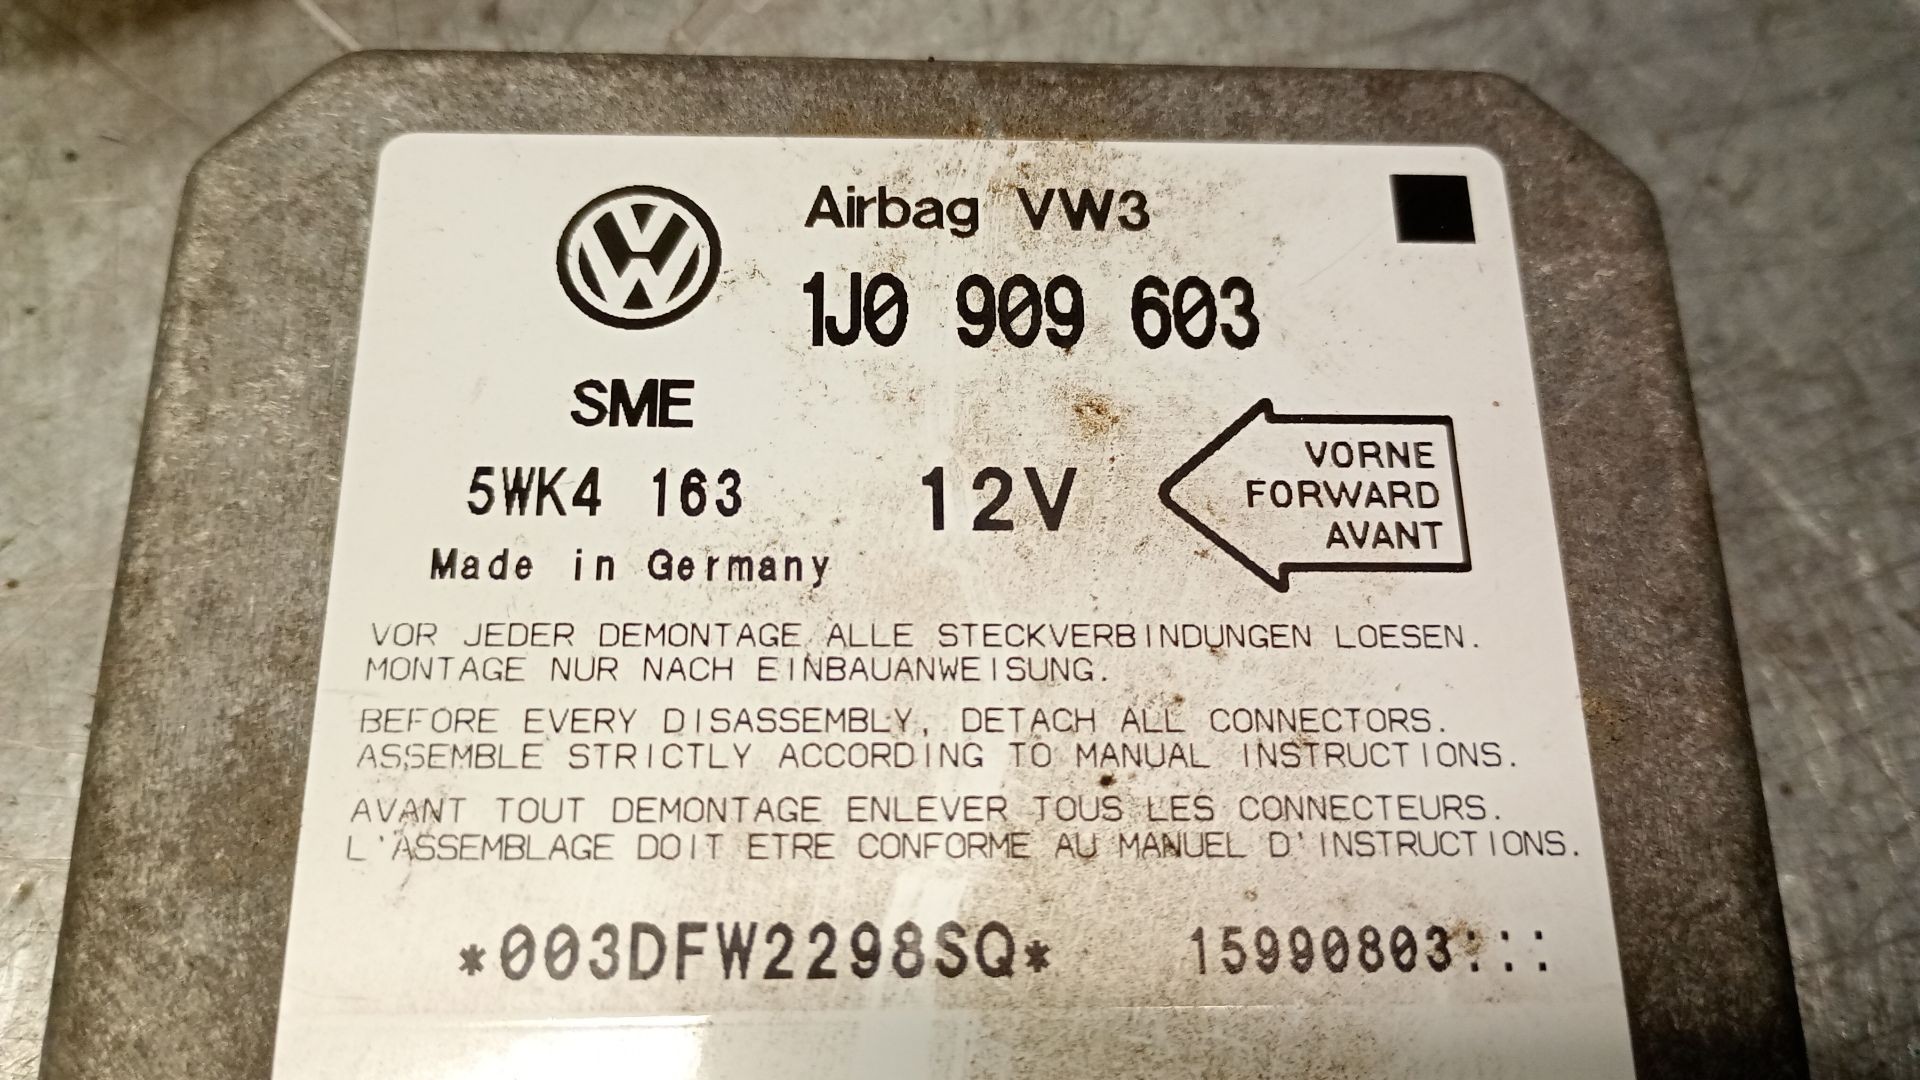 Airbag VW3
1J0 909 603
SME
5WK4 163
12V
VORNE
FORWARD
AVANT
Made in Germany
VOR JEDER DEMONTAGE ALLE STECKVERBINDUNGEN LOESEN.
MONTAGE NUR NACH EINBAUANWEISUNG.
BEFORE EVERY DISASSEMBLY, DETACH ALL CONNECTORS.
ASSEMBLE STRICTLY ACCORDING TO MANUAL INSTRUCTIONS.
AVANT TOUT DEMONTAGE ENLEVER TOUS LES CONNECTEURS.
L'ASSEMBLAGE DOIT ETRE CONFORME AU MANUEL D'INSTRUCTIONS.
*003DFW2298SQ* 15990803:::